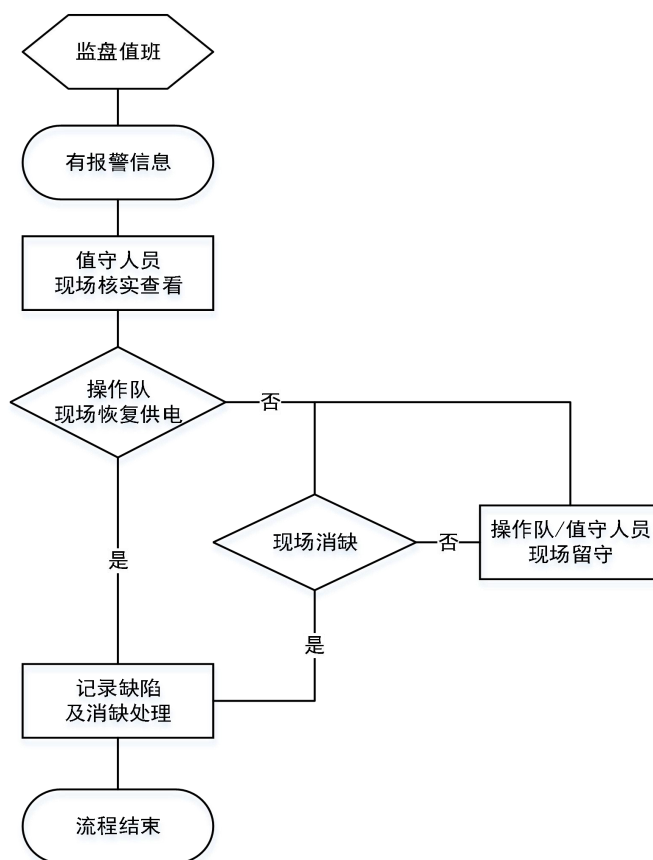 监盘值班
有报警信息
值守人员
现场核实查看
操作队
现场恢复供电
否
现场消缺
否
操作队/值守人员
现场留守
是
是
记录缺陷
及消缺处理
流程结束